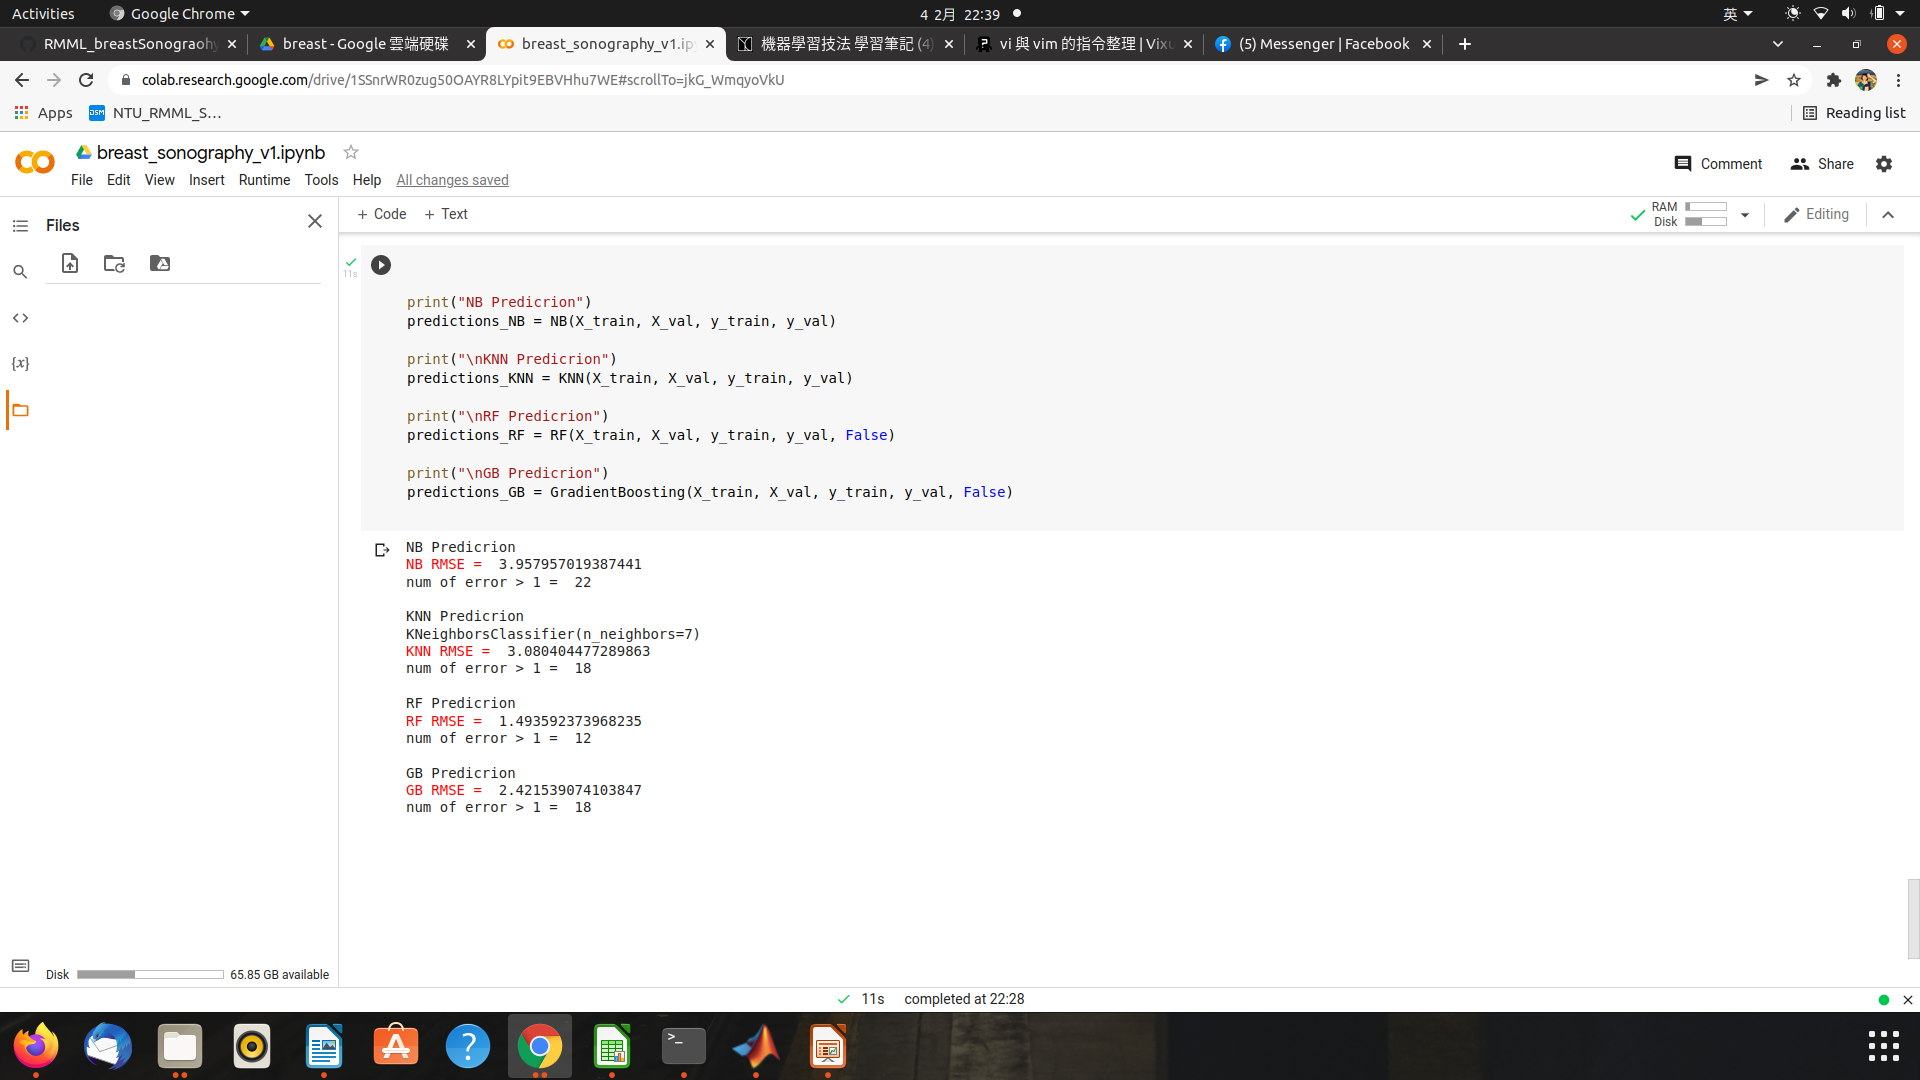 Activities
Google Chrome
4 2月 22:39
英
RMML_breastSonograohy
breast - Google 雲端硬碟
breast_sonography_v1.ip
機器學習技法 學習筆記 (4)
vi 與 vim 的指令整理 | Vixu
(5) Messenger | Facebook
colab.research.google.com/drive/1SSnrWR0zug50OAYR8LYpit9EBVHhu7WE#scrollTo=jkG_WmqyoVkU
Apps
DSM
NTU_RMML_S...
Reading list
breast_sonography_v1.ipynb
File Edit View Insert Runtime Tools Help All changes saved
Comment
Share
Files
+ Code + Text
RAM
Disk
Editing
11s
print("NB Predicrion")
predictions_NB = NB(X_train, X_val, y_train, y_val)
print("\nKNN Predicrion")
predictions_KNN = KNN(X_train, X_val, y_train, y_val)
print("\nRF Predicrion")
predictions_RF = RF(X_train, X_val, y_train, y_val, False)
print("\nGB Predicrion")
predictions_GB = GradientBoosting(X_train, X_val, y_train, y_val, False)
NB Predicrion
NB RMSE =  3.957957019387441
num of error > 1 =  22
KNN Predicrion
KNeighborsClassifier(n_neighbors=7)
KNN RMSE =  3.080404477289863
num of error > 1 =  18
RF Predicrion
RF RMSE =  1.493592373968235
num of error > 1 =  12
GB Predicrion
GB RMSE =  2.421539074103847
num of error > 1 =  18
{x}
Disk
65.85 GB available
11s completed at 22:28